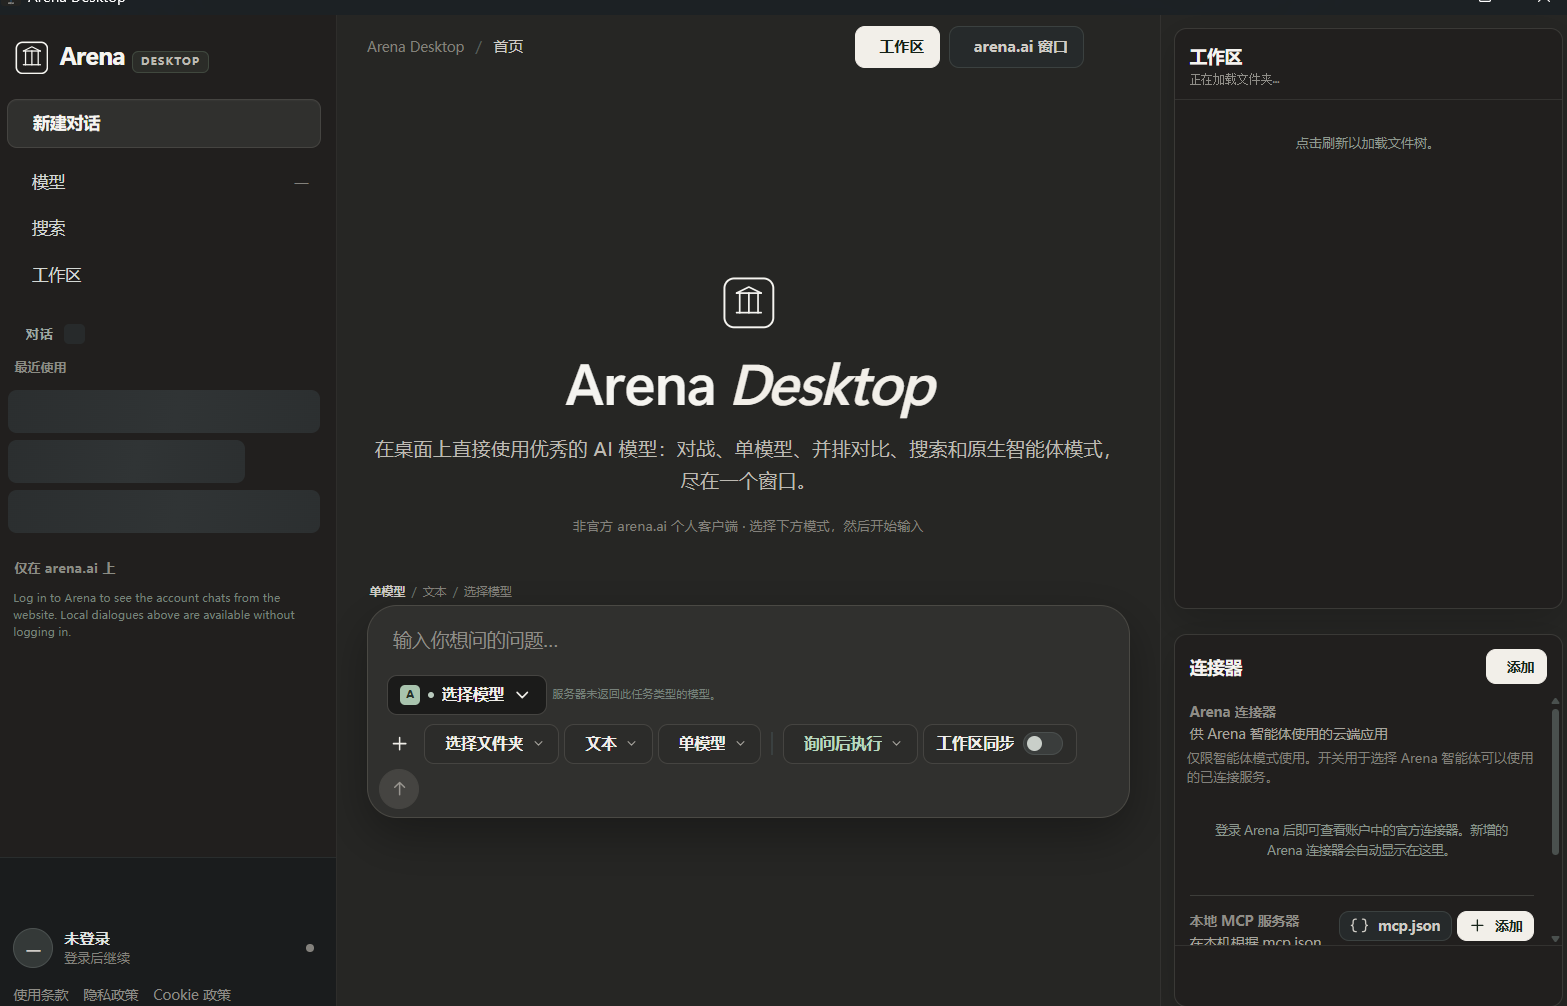 Arena Desktop
Arena DESKTOP
新建对话
模型
搜索
工作区
对话
最近使用
仅在 arena.ai 上
Log in to Arena to see the account chats from the
website. Local dialogues above are available without
logging in.
未登录
登录后继续
使用条款 隐私政策 Cookie 政策
Arena Desktop / 首页
工作区
arena.ai 窗口
Arena Desktop
在桌面上直接使用优秀的 AI 模型：对战、单模型、并排对比、搜索和原生智能体模式，
尽在一个窗口。
非官方 arena.ai 个人客户端 · 选择下方模式，然后开始输入
单模型 / 文本 / 选择模型
输入你想问的问题...
A 选择模型 服务器未返回此任务类型的模型。
选择文件夹 文本 单模型 询问后执行 工作区同步
工作区
正在加载文件夹...
点击刷新以加载文件树。
连接器
添加
Arena 连接器
供 Arena 智能体使用的云端应用
仅限智能体模式使用。开关用于选择 Arena 智能体可以使用
的已连接服务。
登录 Arena 后即可查看账户中的官方连接器。新增的
Arena 连接器会自动显示在这里。
本地 MCP 服务器
{} mcp.json
+ 添加
在本机根据 mcp.json